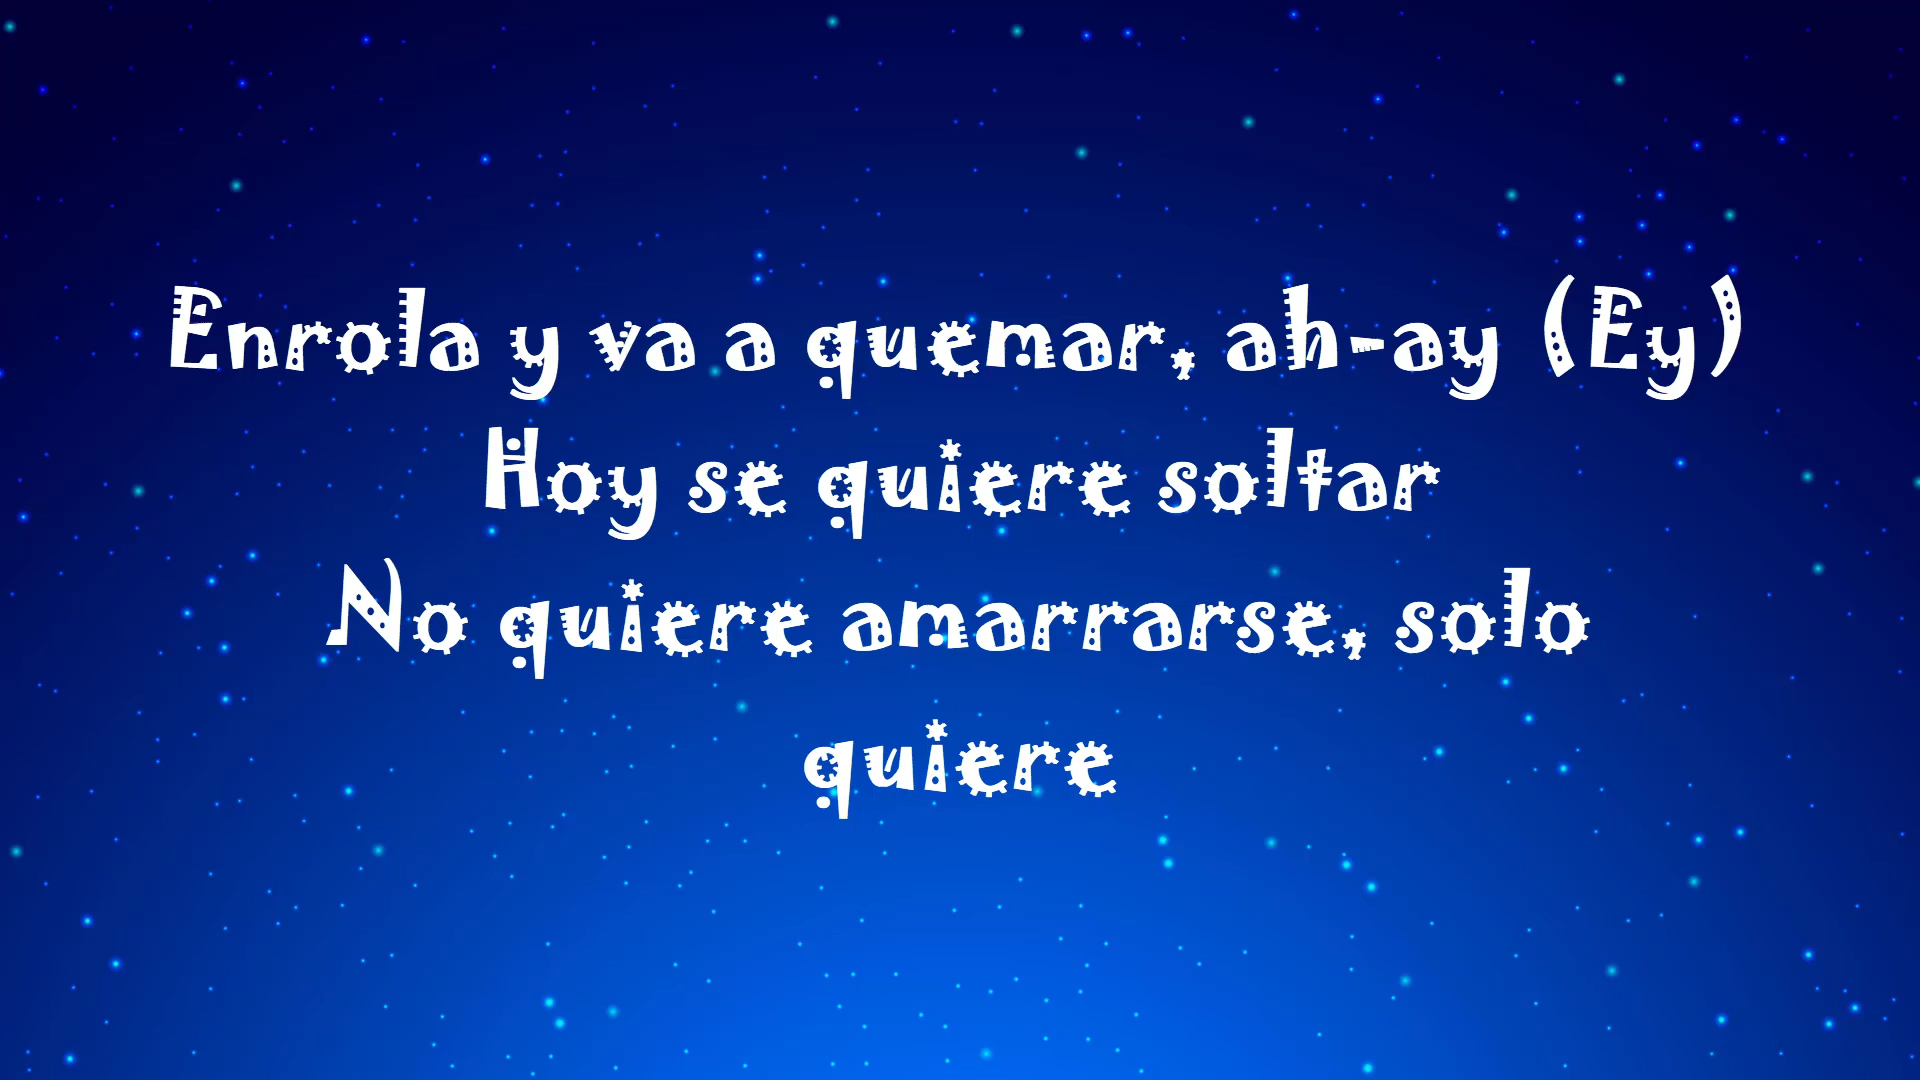 Enrola y va a quemar, ah-ay (Ey)
Hoy se quiere soltar
No quiere amarrarse, solo
quiere